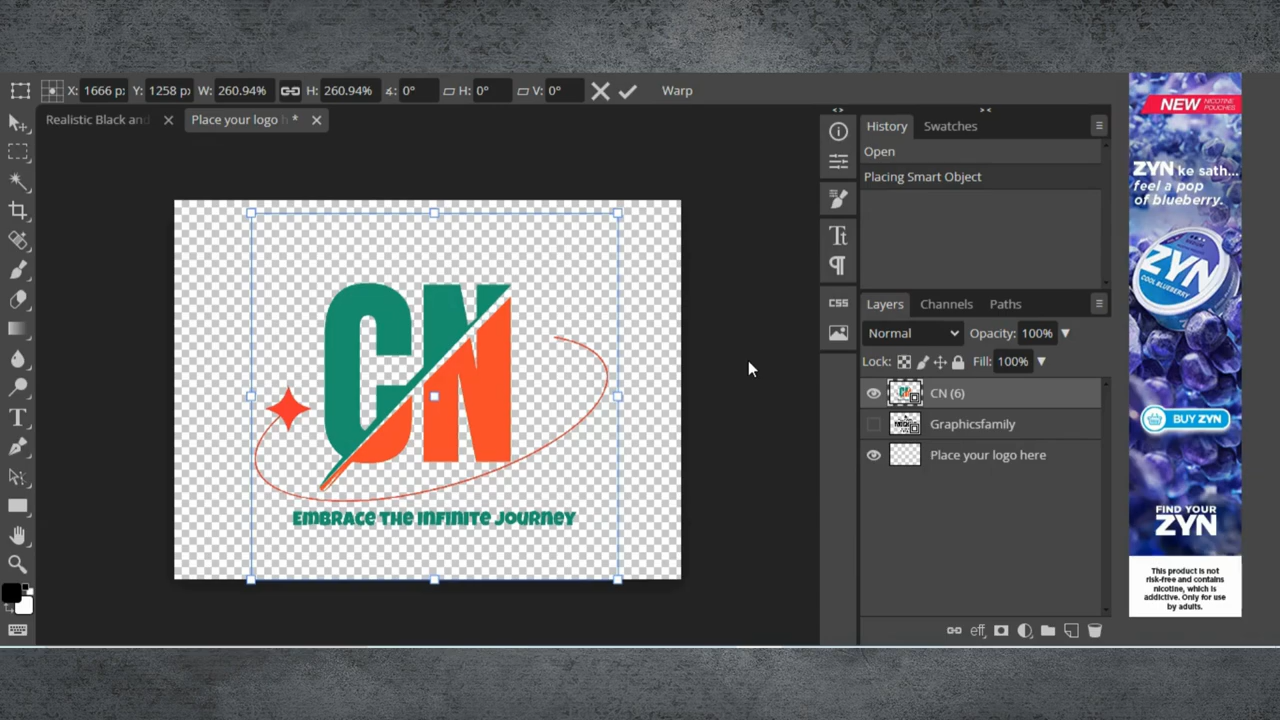 X: 1666 p: Y: 1258 p: W: 260.94% H: 260.94% ∡: 0° H: 0° V: 0° Warp
Realistic Black and Place your logo h *
History Swatches
Open
Placing Smart Object
Tt
¶
CSS
Layers Channels Paths
Normal Opacity: 100%
Lock: Fill: 100%
CN (6)
Graphicsfamily
Place your logo here
eff
CN
EMBRACE THE INFINITE JOURNEY
NEW NICOTINE POUCHES
ZYN ke sath...
feel a pop
of blueberry.
ZYN
COOL BLUEBERRY
BUY ZYN
FIND YOUR
ZYN
This product is not
risk-free and contains
nicotine, which is
addictive. Only for use
by adults.